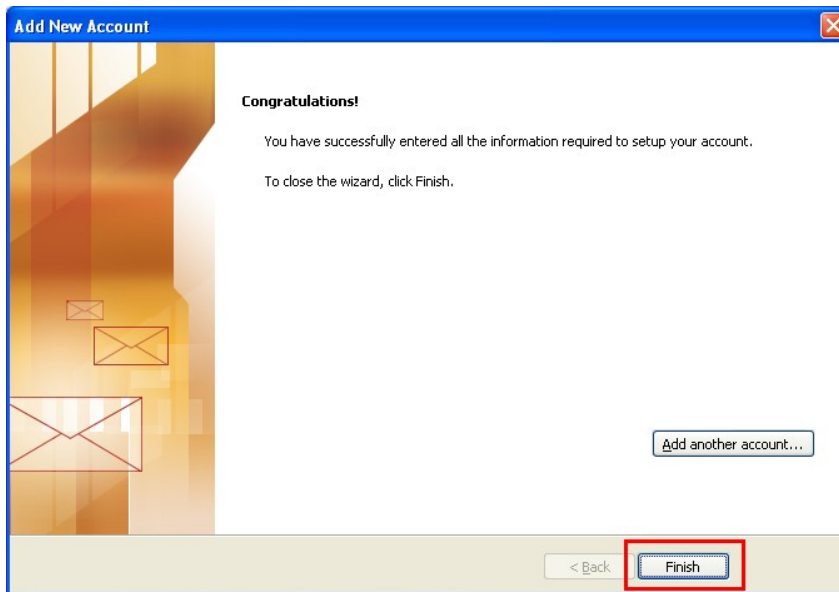 Add New Account
Congratulations!
You have successfully entered all the information required to setup your account.
To close the wizard, click Finish.
Add another account...
< Back
Finish